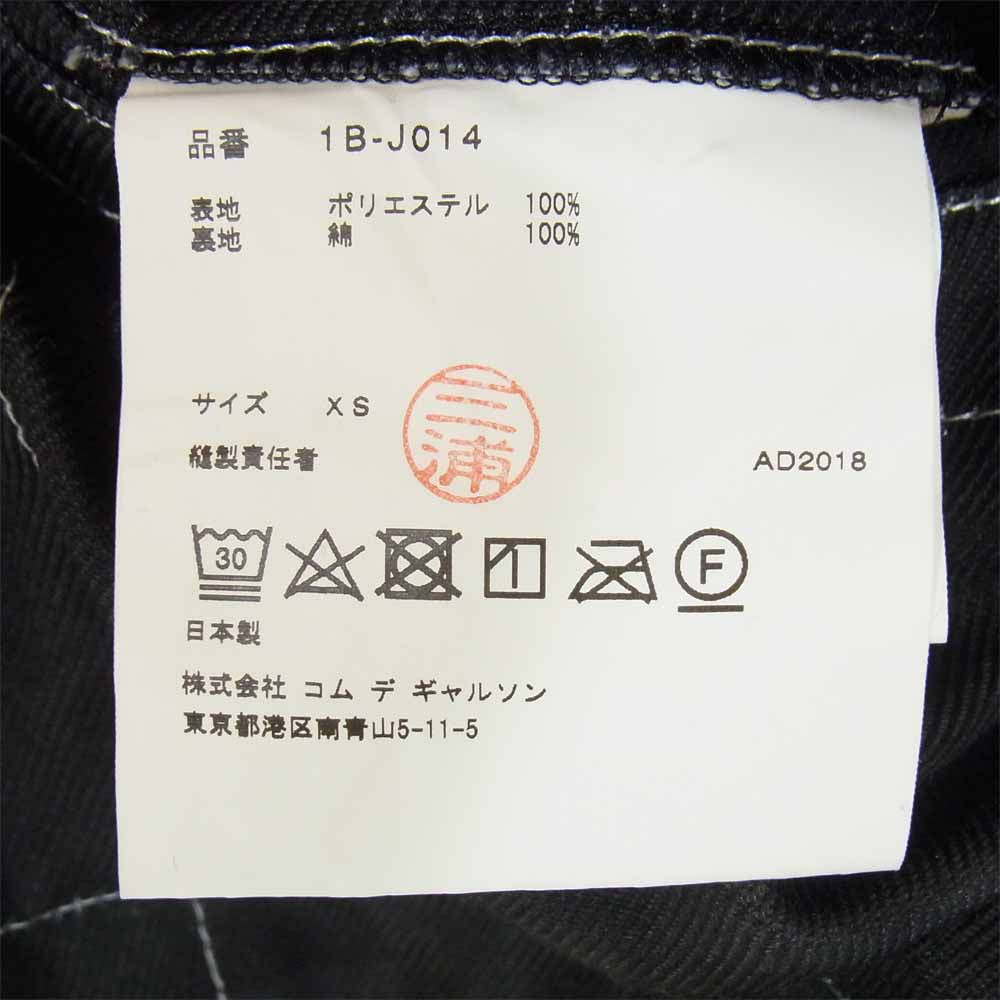 品番 1B-J014
表地 ポリエステル 100%
裏地 綿 100%
サイズ XS
三浦
縫製責任者 AD2018
30 F
日本製
株式会社 コム デ ギャルソン
東京都港区南青山5-11-5